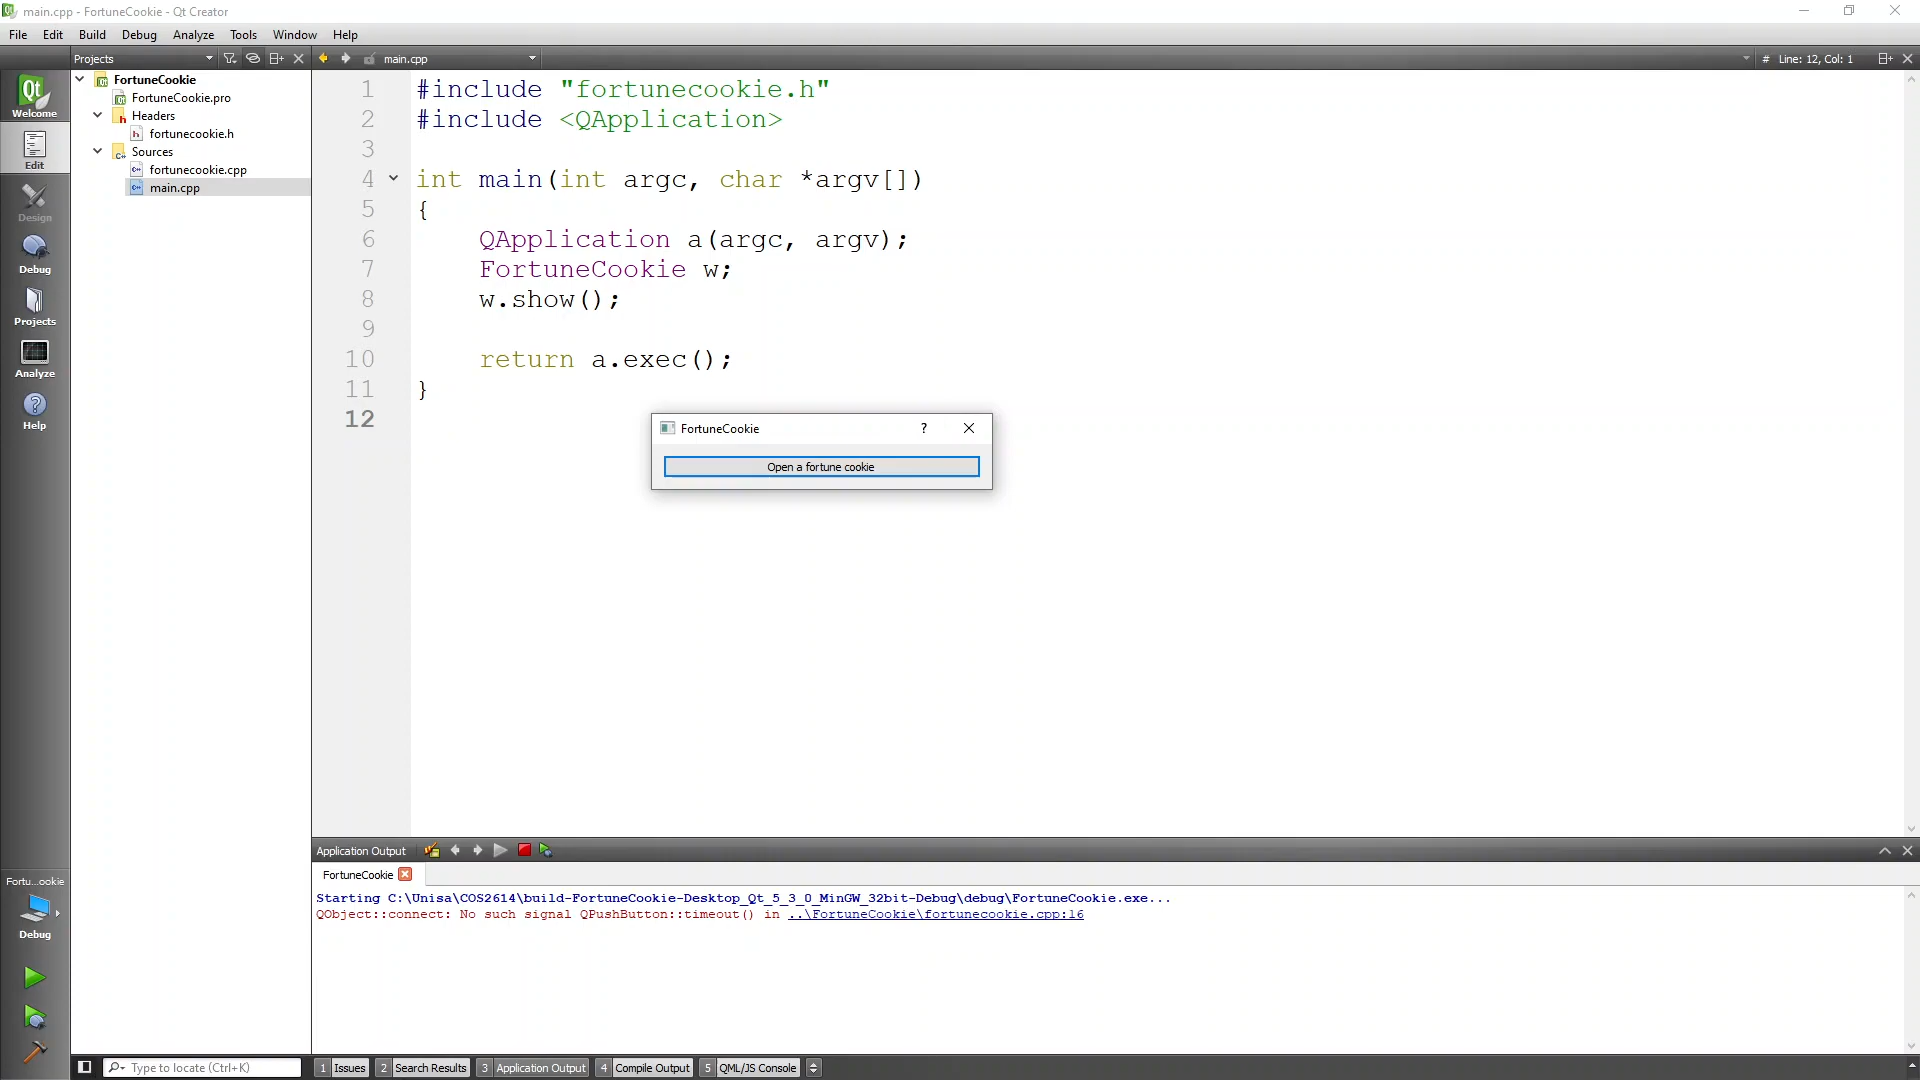 main.cpp - FortuneCookie - Qt Creator
File Edit Build Debug Analyze Tools Window Help
Projects
main.cpp
# Line: 12, Col: 1
Welcome
Edit
Design
Debug
Projects
Analyze
Help
FortuneCookie
FortuneCookie.pro
Headers
fortunecookie.h
Sources
fortunecookie.cpp
main.cpp
1 #include "fortunecookie.h"
2 #include <QApplication>
3
4 int main(int argc, char *argv[])
5 {
6 QApplication a(argc, argv);
7 FortuneCookie w;
8 w.show();
9
10 return a.exec();
11 }
12
FortuneCookie ?
Open a fortune cookie
Application Output
FortuneCookie
Starting C:\Unisa\COS2614\build-FortuneCookie-Desktop_Qt_5_3_0_MinGW_32bit-Debug\debug\FortuneCookie.exe...
QObject::connect: No such signal QPushButton::timeout() in ..\FortuneCookie\fortunecookie.cpp:16
Fortu...ookie
Debug
Type to locate (Ctrl+K)
1 Issues 2 Search Results 3 Application Output 4 Compile Output 5 QML/JS Console